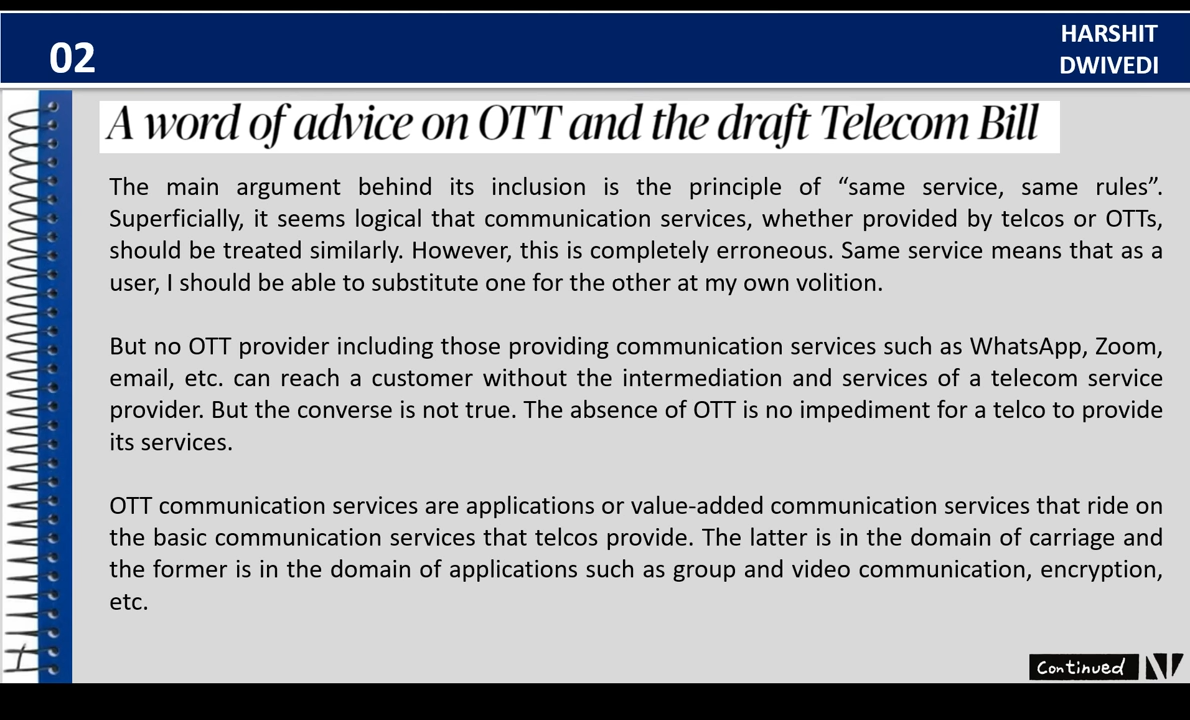 02
HARSHIT
DWIVEDI
A word of advice on OTT and the draft Telecom Bill
The main argument behind its inclusion is the principle of “same service, same rules”.
Superficially, it seems logical that communication services, whether provided by telcos or OTTs,
should be treated similarly. However, this is completely erroneous. Same service means that as a
user, I should be able to substitute one for the other at my own volition.
But no OTT provider including those providing communication services such as WhatsApp, Zoom,
email, etc. can reach a customer without the intermediation and services of a telecom service
provider. But the converse is not true. The absence of OTT is no impediment for a telco to provide
its services.
OTT communication services are applications or value-added communication services that ride on
the basic communication services that telcos provide. The latter is in the domain of carriage and
the former is in the domain of applications such as group and video communication, encryption,
etc.
Continued